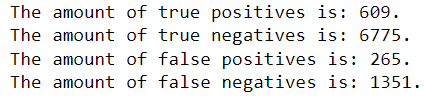 The amount of true positives is: 609.
The amount of true negatives is: 6775.
The amount of false positives is: 265.
The amount of false negatives is: 1351.